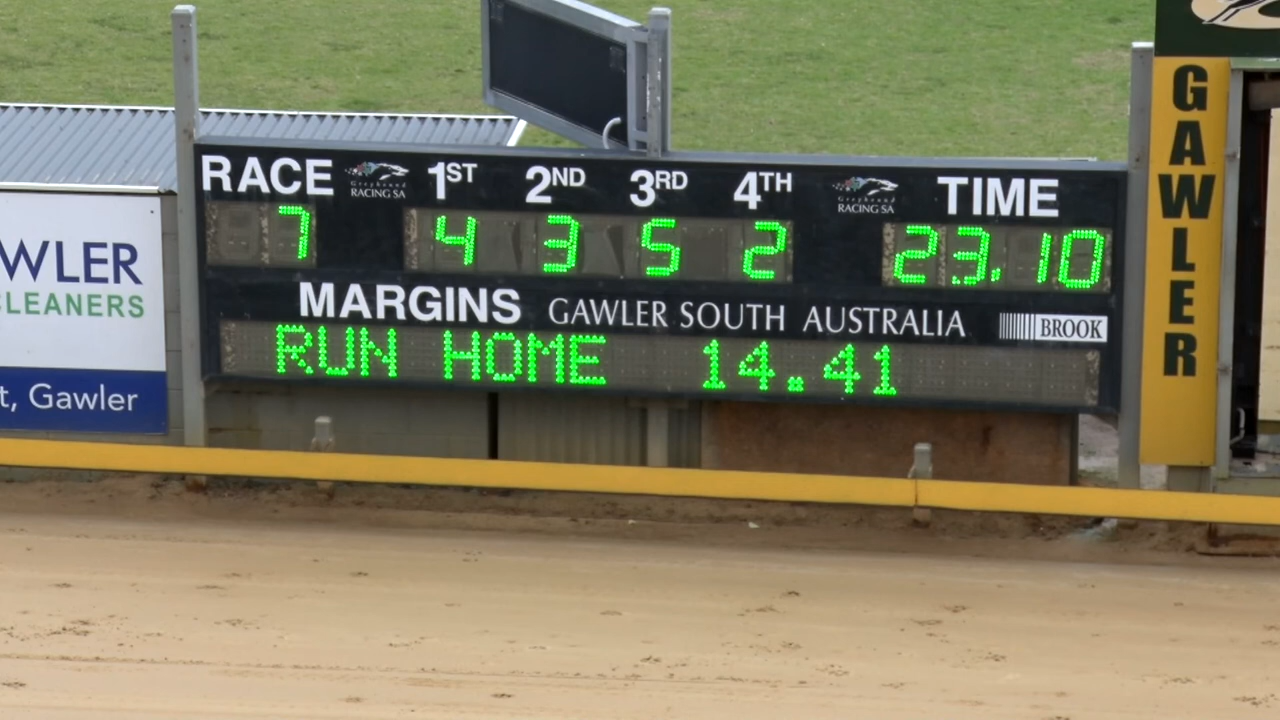 RACE Greyhound RACING SA 1ST 2ND 3RD 4TH Greyhound RACING SA TIME
7 4 3 5 2 23.10
MARGINS GAWLER SOUTH AUSTRALIA BROOK
RUN HOME 14.41
WLER
LEANERS
t, Gawler
GAWLER